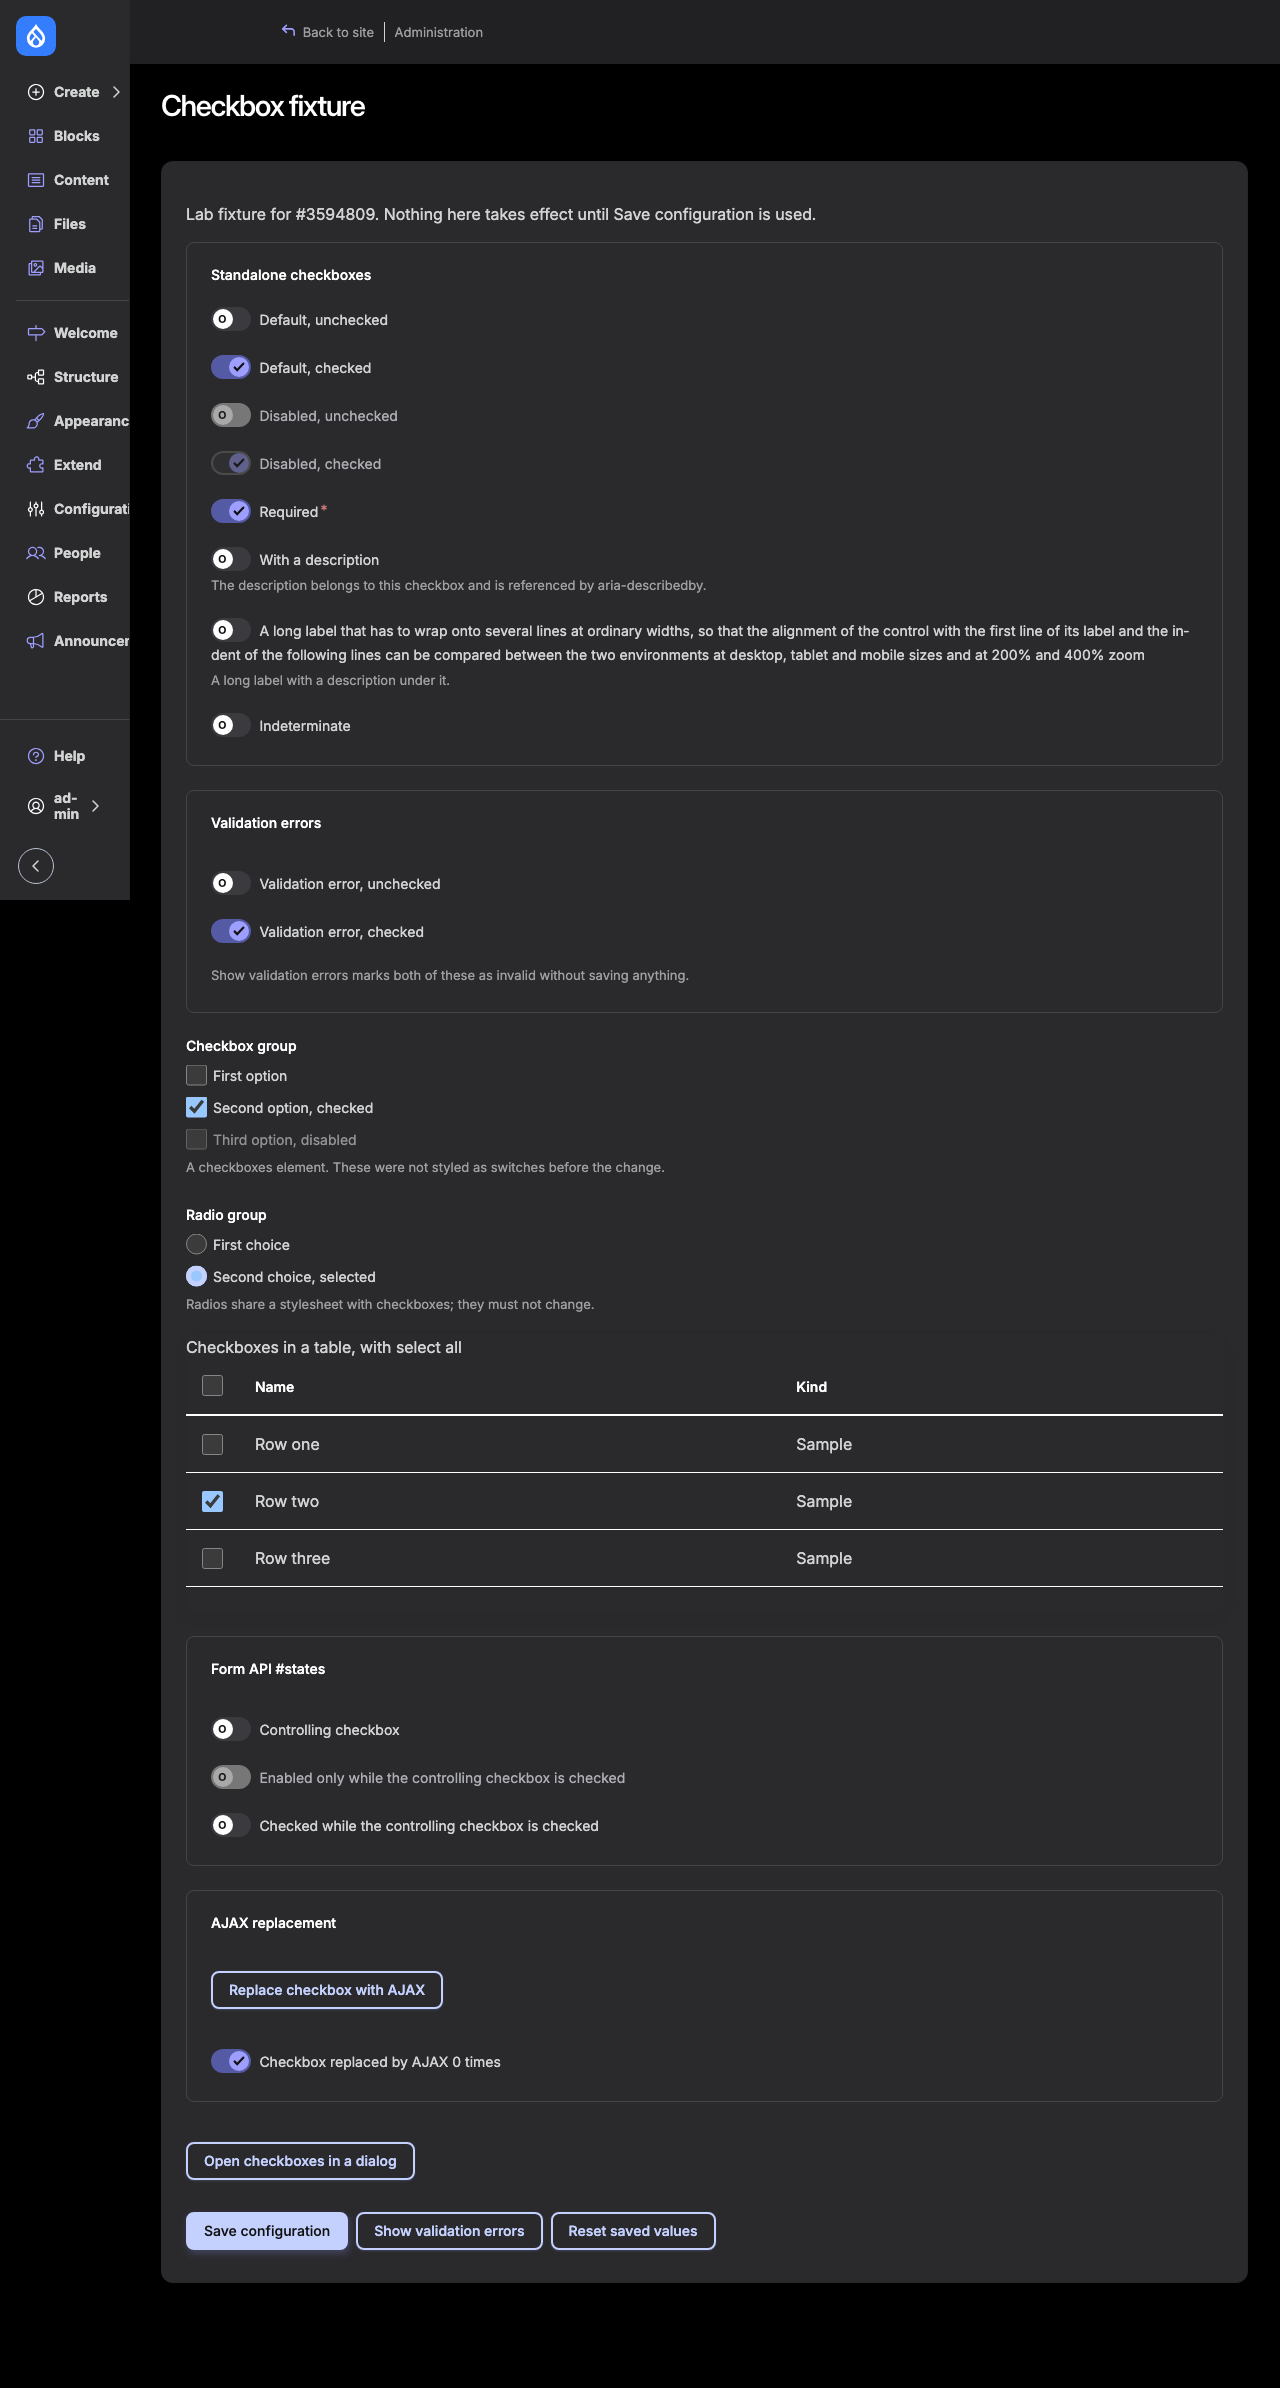 Back to site
Administration
Create
Blocks
Content
Files
Media
Welcome
Structure
Appearanc
Extend
Configurati
People
Reports
Announcer
Help
ad-
min
Checkbox fixture
Lab fixture for #3594809. Nothing here takes effect until Save configuration is used.
Standalone checkboxes
Default, unchecked
Default, checked
Disabled, unchecked
Disabled, checked
Required*
With a description
The description belongs to this checkbox and is referenced by aria-describedby.
A long label that has to wrap onto several lines at ordinary widths, so that the alignment of the control with the first line of its label and the in-
dent of the following lines can be compared between the two environments at desktop, tablet and mobile sizes and at 200% and 400% zoom
A long label with a description under it.
Indeterminate
Validation errors
Validation error, unchecked
Validation error, checked
Show validation errors marks both of these as invalid without saving anything.
Checkbox group
First option
Second option, checked
Third option, disabled
A checkboxes element. These were not styled as switches before the change.
Radio group
First choice
Second choice, selected
Radios share a stylesheet with checkboxes; they must not change.
Checkboxes in a table, with select all
Name Kind
Row one Sample
Row two Sample
Row three Sample
Form API #states
Controlling checkbox
Enabled only while the controlling checkbox is checked
Checked while the controlling checkbox is checked
AJAX replacement
Replace checkbox with AJAX
Checkbox replaced by AJAX 0 times
Open checkboxes in a dialog
Save configuration
Show validation errors
Reset saved values